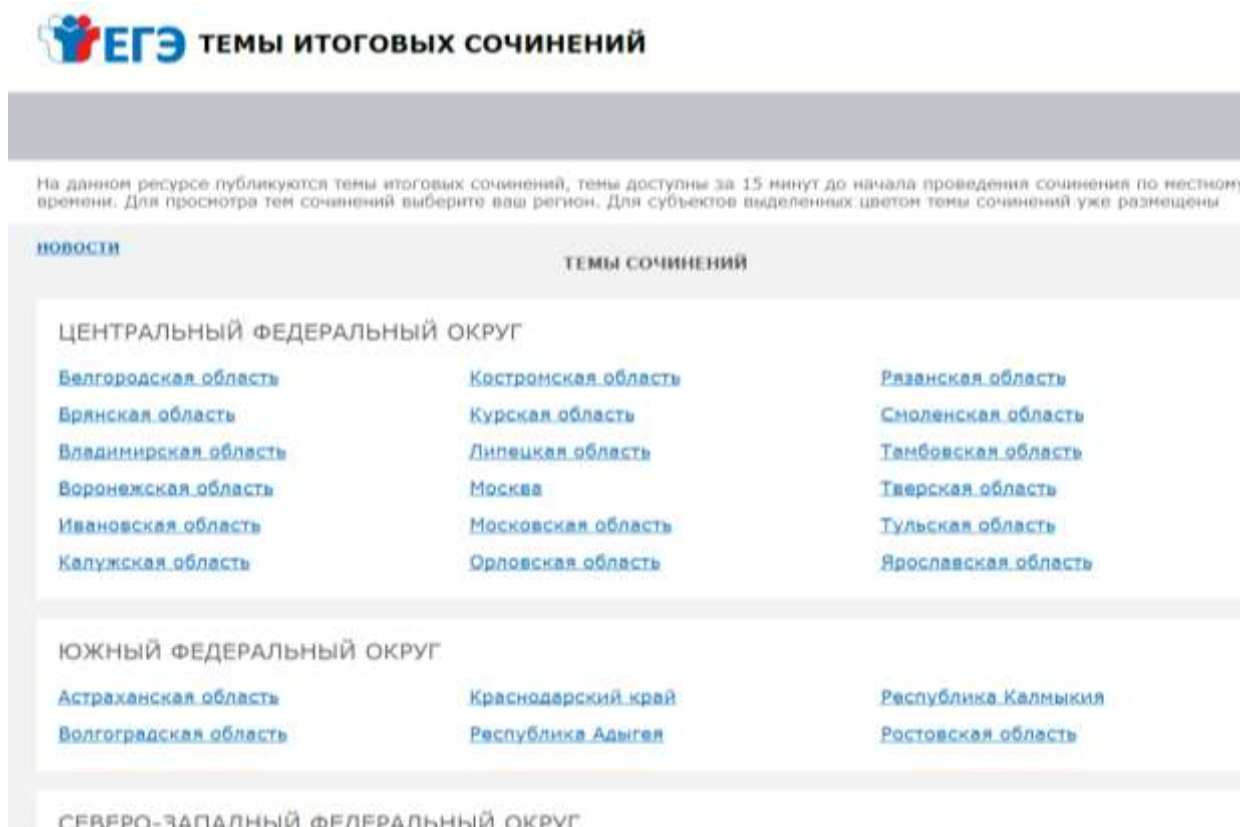 ЕГЭ ТЕМЫ ИТОГОВЫХ СОЧИНЕНИЙ
На данном ресурсе публикуются темы итоговых сочинений, темы доступны за 15 минут до начала проведения сочинения по местному
времени. Для просмотра тем сочинений выберите ваш регион. Для субъектов выделенных цветом темы сочинений уже размещены
НОВОСТИ
ТЕМЫ СОЧИНЕНИЙ
ЦЕНТРАЛЬНЫЙ ФЕДЕРАЛЬНЫЙ ОКРУГ
Белгородская область Костромская область Рязанская область
Брянская область Курская область Смоленская область
Владимирская область Липецкая область Тамбовская область
Воронежская область Москва Тверская область
Ивановская область Московская область Тульская область
Калужская область Орловская область Ярославская область
ЮЖНЫЙ ФЕДЕРАЛЬНЫЙ ОКРУГ
Астраханская область Краснодарский край Республика Калмыкия
Волгоградская область Республика Адыгея Ростовская область
СЕВЕРО-ЗАПАДНЫЙ ФЕДЕРАЛЬНЫЙ ОКРУГ